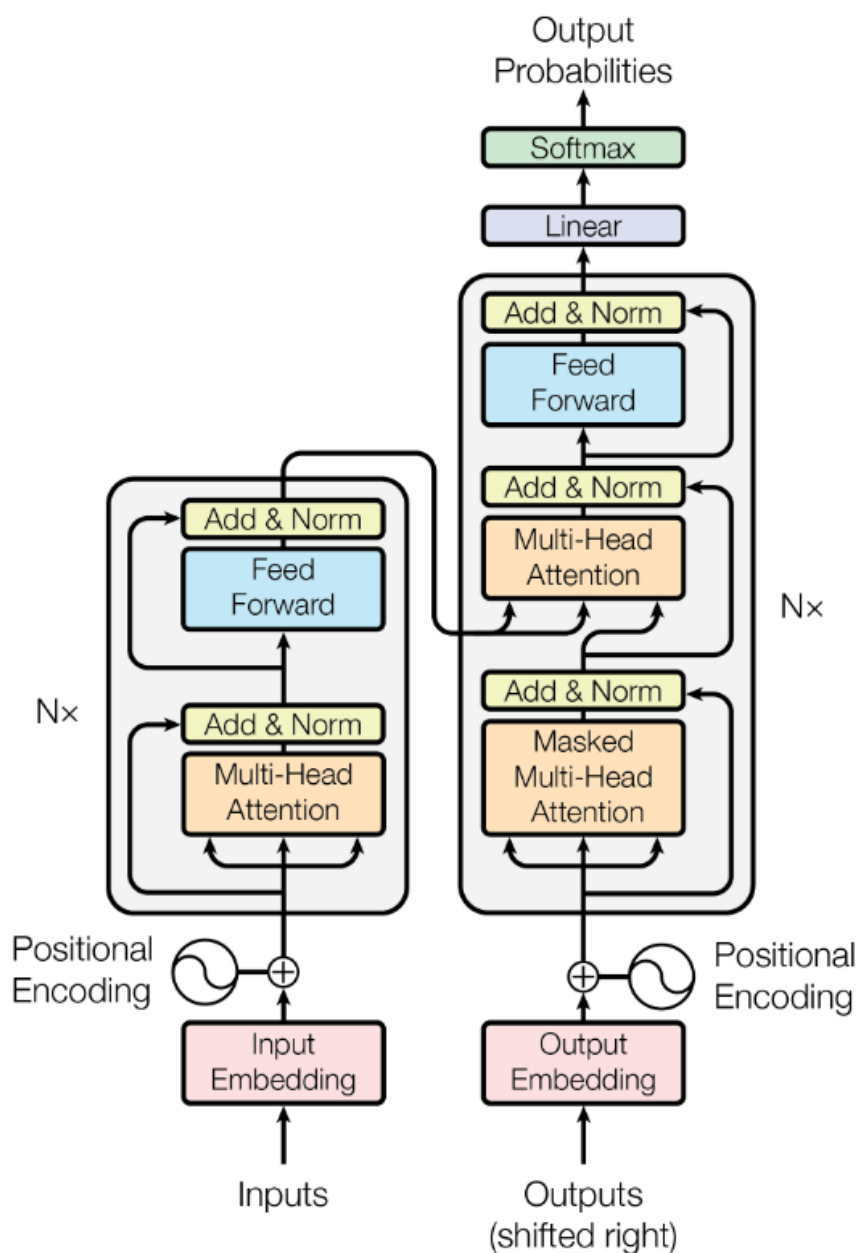 Output
Probabilities
Softmax
Linear
Add & Norm
Feed
Forward
Add & Norm
Multi-Head
Attention
Add & Norm
Masked
Multi-Head
Attention
N×
Add & Norm
Feed
Forward
Add & Norm
Multi-Head
Attention
N×
Positional
Encoding
Positional
Encoding
Input
Embedding
Output
Embedding
Inputs
Outputs
(shifted right)